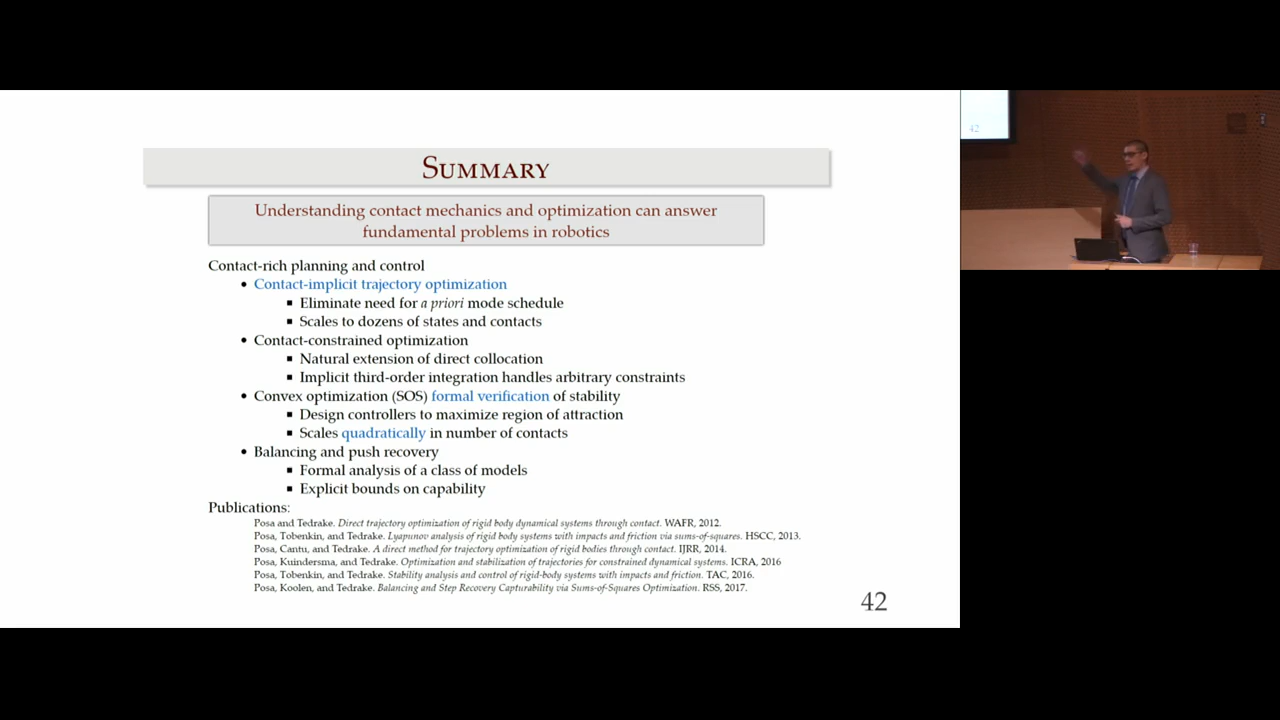 SUMMARY
Understanding contact mechanics and optimization can answer
fundamental problems in robotics
Contact-rich planning and control
• Contact-implicit trajectory optimization
▪ Eliminate need for a priori mode schedule
▪ Scales to dozens of states and contacts
• Contact-constrained optimization
▪ Natural extension of direct collocation
▪ Implicit third-order integration handles arbitrary constraints
• Convex optimization (SOS) formal verification of stability
▪ Design controllers to maximize region of attraction
▪ Scales quadratically in number of contacts
• Balancing and push recovery
▪ Formal analysis of a class of models
▪ Explicit bounds on capability
Publications:
Posa and Tedrake. Direct trajectory optimization of rigid body dynamical systems through contact. WAFR, 2012.
Posa, Tobenkin, and Tedrake. Lyapunov analysis of rigid body systems with impacts and friction via sums-of-squares. HSCC, 2013.
Posa, Cantu, and Tedrake. A direct method for trajectory optimization of rigid bodies through contact. IJRR, 2014.
Posa, Kuindersma, and Tedrake. Optimization and stabilization of trajectories for constrained dynamical systems. ICRA, 2016
Posa, Tobenkin, and Tedrake. Stability analysis and control of rigid-body systems with impacts and friction. TAC, 2016.
Posa, Koolen, and Tedrake. Balancing and Step Recovery Capturability via Sums-of-Squares Optimization. RSS, 2017.
42
42